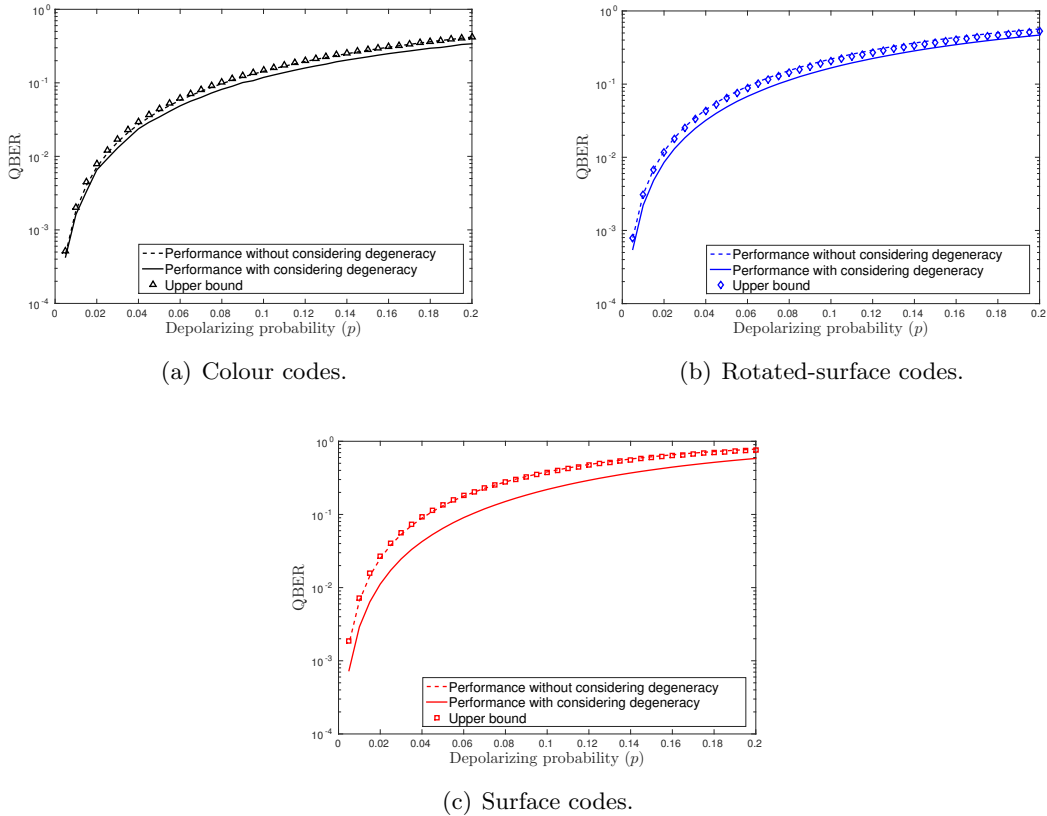 10^0
10^-1
10^-2
10^-3
10^-4
QBER
0.02 0.04 0.06 0.08 0.1 0.12 0.14 0.16 0.18 0.2
Depolarizing probability (p)
Performance without considering degeneracy
Performance with considering degeneracy
Upper bound
(a) Colour codes.
10^0
10^-1
10^-2
10^-3
10^-4
QBER
0 0.02 0.04 0.06 0.08 0.1 0.12 0.14 0.16 0.18 0.2
Depolarizing probability (p)
Performance without considering degeneracy
Performance with considering degeneracy
Upper bound
(b) Rotated-surface codes.
10^0
10^-1
10^-2
10^-3
10^-4
QBER
0 0.02 0.04 0.06 0.08 0.1 0.12 0.14 0.16 0.18 0.2
Depolarizing probability (p)
Performance without considering degeneracy
Performance with considering degeneracy
Upper bound
(c) Surface codes.